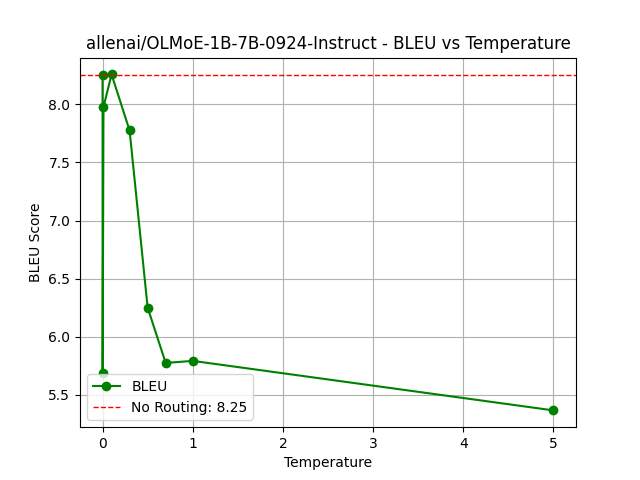 allenai/OLMoE-1B-7B-0924-Instruct - BLEU vs Temperature
BLEU Score
8.0
7.5
7.0
6.5
6.0
5.5
BLEU
No Routing: 8.25
0 1 2 3 4 5
Temperature